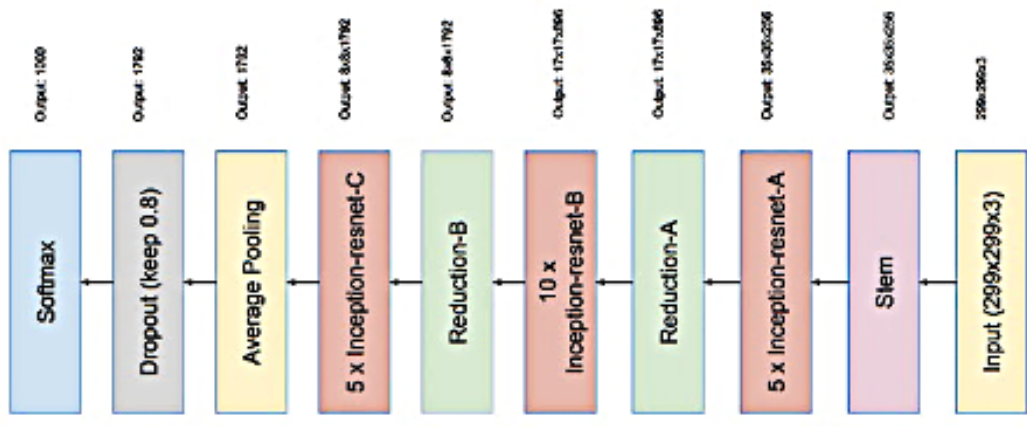 Softmax
Output: 1000
Dropout (keep 0.8)
Output: 1792
Average Pooling
Output: 1792
5 x Inception-resnet-C
Output: 8x8x1792
Reduction-B
Output: 8x8x1792
10 x
Inception-resnet-B
Output: 17x17x896
Reduction-A
Output: 17x17x896
5 x Inception-resnet-A
Output: 35x35x256
Stem
Output: 35x35x256
Input (299x299x3)
299x299x3